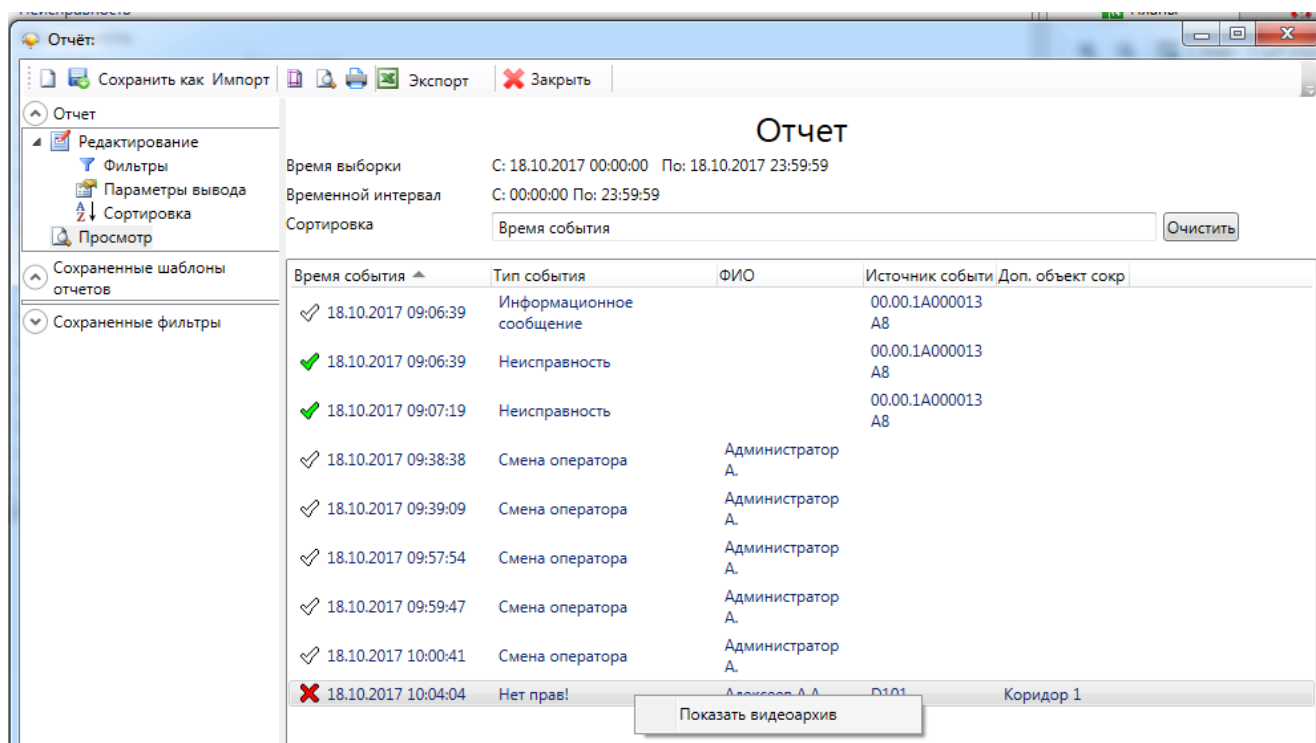 Планы
Отчёт:
Сохранить как Импорт Экспорт Закрыть
Отчет
Редактирование
Фильтры
Параметры вывода
Сортировка
Просмотр
Сохраненные шаблоны
отчетов
Сохраненные фильтры
Отчет
Время выборки С: 18.10.2017 00:00:00 По: 18.10.2017 23:59:59
Временной интервал С: 00:00:00 По: 23:59:59
Сортировка Время события Очистить
Время события Тип события ФИО Источник событи Доп. объект сокр
18.10.2017 09:06:39 Информационное сообщение 00.00.1A000013 A8
18.10.2017 09:06:39 Неисправность 00.00.1A000013 A8
18.10.2017 09:07:19 Неисправность 00.00.1A000013 A8
18.10.2017 09:38:38 Смена оператора Администратор А.
18.10.2017 09:39:09 Смена оператора Администратор А.
18.10.2017 09:57:54 Смена оператора Администратор А.
18.10.2017 09:59:47 Смена оператора Администратор А.
18.10.2017 10:00:41 Смена оператора Администратор А.
18.10.2017 10:04:04 Нет прав! Алексеев А.А. D101 Коридор 1
Показать видеоархив